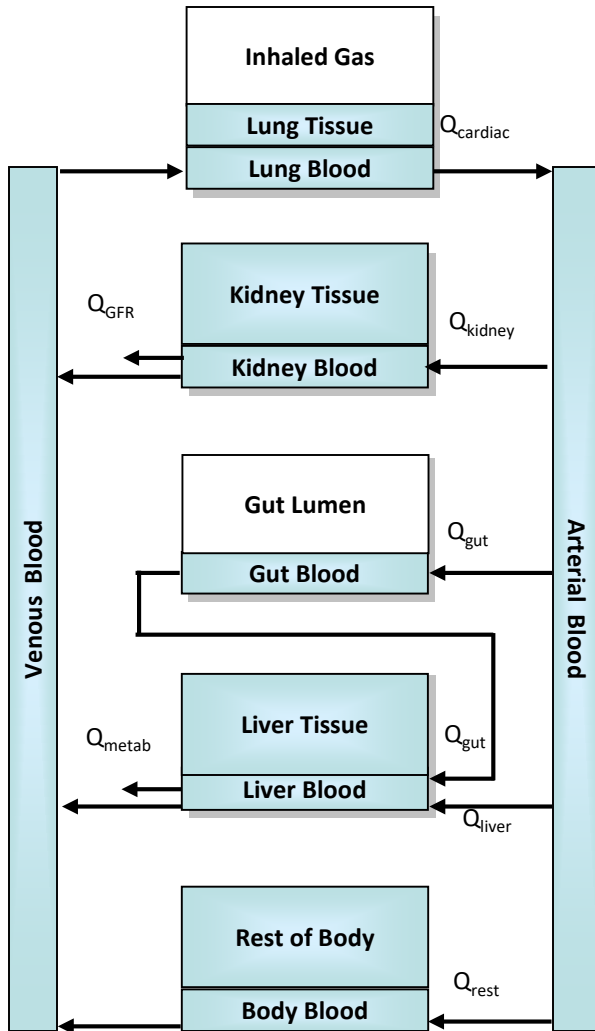 Inhaled Gas
Lung Tissue
Q_cardiac
Lung Blood
Kidney Tissue
Q_GFR
Q_kidney
Kidney Blood
Gut Lumen
Q_gut
Gut Blood
Venous Blood
Arterial Blood
Liver Tissue
Q_metab
Q_gut
Liver Blood
Q_liver
Rest of Body
Q_rest
Body Blood